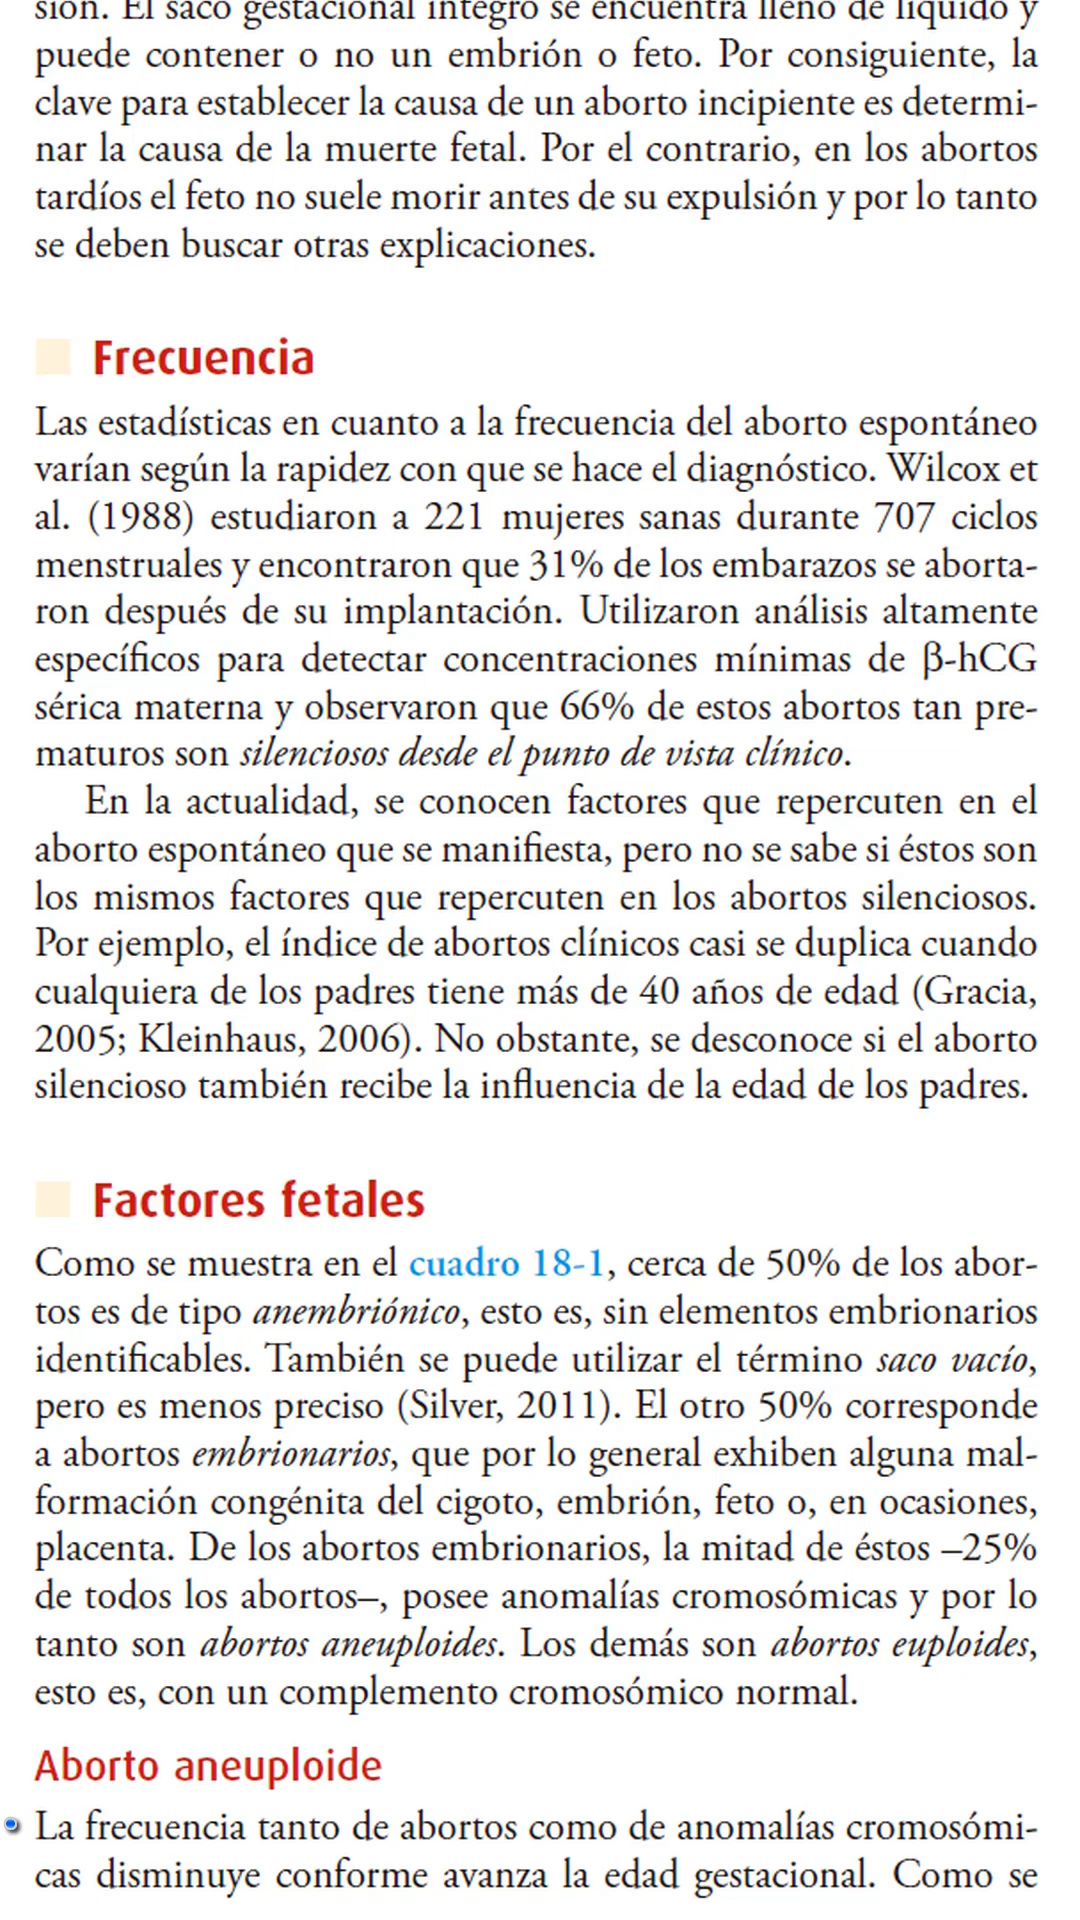 sión. El saco gestacional íntegro se encuentra lleno de líquido y
puede contener o no un embrión o feto. Por consiguiente, la
clave para establecer la causa de un aborto incipiente es determi-
nar la causa de la muerte fetal. Por el contrario, en los abortos
tardíos el feto no suele morir antes de su expulsión y por lo tanto
se deben buscar otras explicaciones.
Frecuencia
Las estadísticas en cuanto a la frecuencia del aborto espontáneo
varían según la rapidez con que se hace el diagnóstico. Wilcox et
al. (1988) estudiaron a 221 mujeres sanas durante 707 ciclos
menstruales y encontraron que 31% de los embarazos se aborta-
ron después de su implantación. Utilizaron análisis altamente
específicos para detectar concentraciones mínimas de β-hCG
sérica materna y observaron que 66% de estos abortos tan pre-
maturos son silenciosos desde el punto de vista clínico.
En la actualidad, se conocen factores que repercuten en el
aborto espontáneo que se manifiesta, pero no se sabe si éstos son
los mismos factores que repercuten en los abortos silenciosos.
Por ejemplo, el índice de abortos clínicos casi se duplica cuando
cualquiera de los padres tiene más de 40 años de edad (Gracia,
2005; Kleinhaus, 2006). No obstante, se desconoce si el aborto
silencioso también recibe la influencia de la edad de los padres.
Factores fetales
Como se muestra en el cuadro 18-1, cerca de 50% de los abor-
tos es de tipo anembriónico, esto es, sin elementos embrionarios
identificables. También se puede utilizar el término saco vacío,
pero es menos preciso (Silver, 2011). El otro 50% corresponde
a abortos embrionarios, que por lo general exhiben alguna mal-
formación congénita del cigoto, embrión, feto o, en ocasiones,
placenta. De los abortos embrionarios, la mitad de éstos –25%
de todos los abortos–, posee anomalías cromosómicas y por lo
tanto son abortos aneuploides. Los demás son abortos euploides,
esto es, con un complemento cromosómico normal.
Aborto aneuploide
La frecuencia tanto de abortos como de anomalías cromosómi-
cas disminuye conforme avanza la edad gestacional. Como se